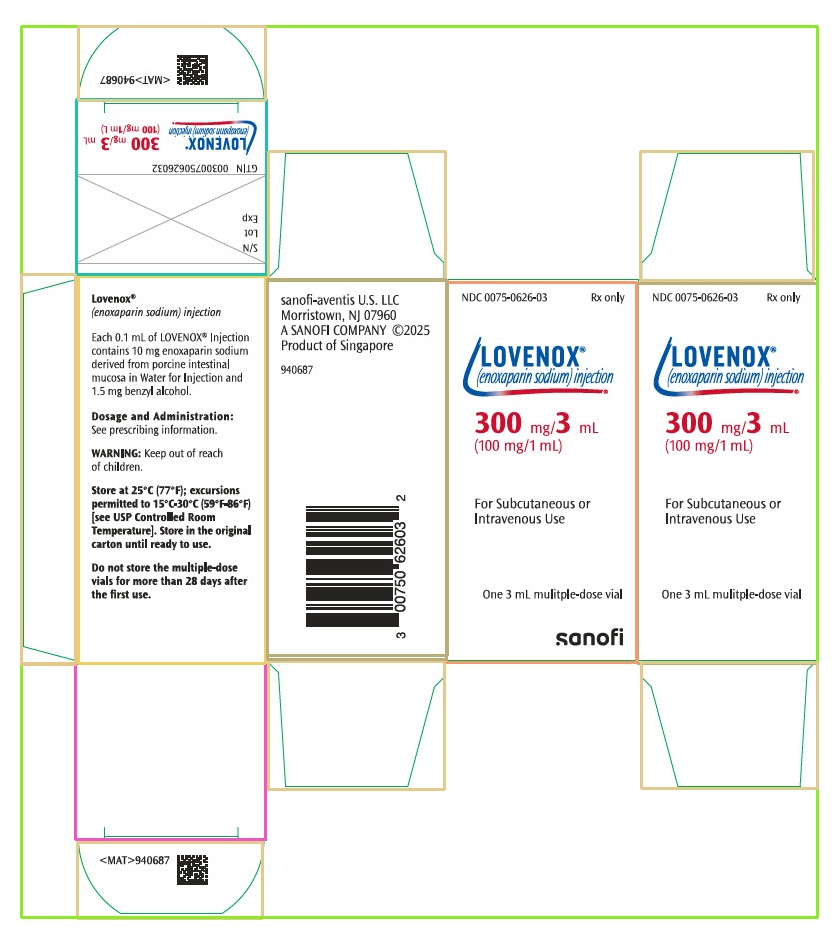 <MAT>940687
300 mg/3 mL
(100 mg/1m L)
LOVENOX®
(enoxaparin sodium) injection
GTIN 00300750626032
S/N
Lot
Exp
Lovenox®
(enoxaparin sodium) injection
Each 0.1 mL of LOVENOX® Injection
contains 10 mg enoxaparin sodium
derived from porcine intestinal
mucosa in Water for Injection and
1.5 mg benzyl alcohol.
Dosage and Administration:
See prescribing information.
WARNING: Keep out of reach
of children.
Store at 25°C (77°F); excursions
permitted to 15°C-30°C (59°F-86°F)
[see USP Controlled Room
Temperature]. Store in the original
carton until ready to use.
Do not store the multiple-dose
vials for more than 28 days after
the first use.
sanofi-aventis U.S. LLC
Morristown, NJ 07960
A SANOFI COMPANY ©2025
Product of Singapore
940687
3 00750 62603 2
NDC 0075-0626-03 Rx only
LOVENOX®
(enoxaparin sodium) injection
300 mg/3 mL
(100 mg/1 mL)
For Subcutaneous or
Intravenous Use
One 3 mL mulitple-dose vial
sanofi
NDC 0075-0626-03 Rx only
LOVENOX®
(enoxaparin sodium) injection
300 mg/3 mL
(100 mg/1 mL)
For Subcutaneous or
Intravenous Use
One 3 mL mulitple-dose vial
<MAT>940687